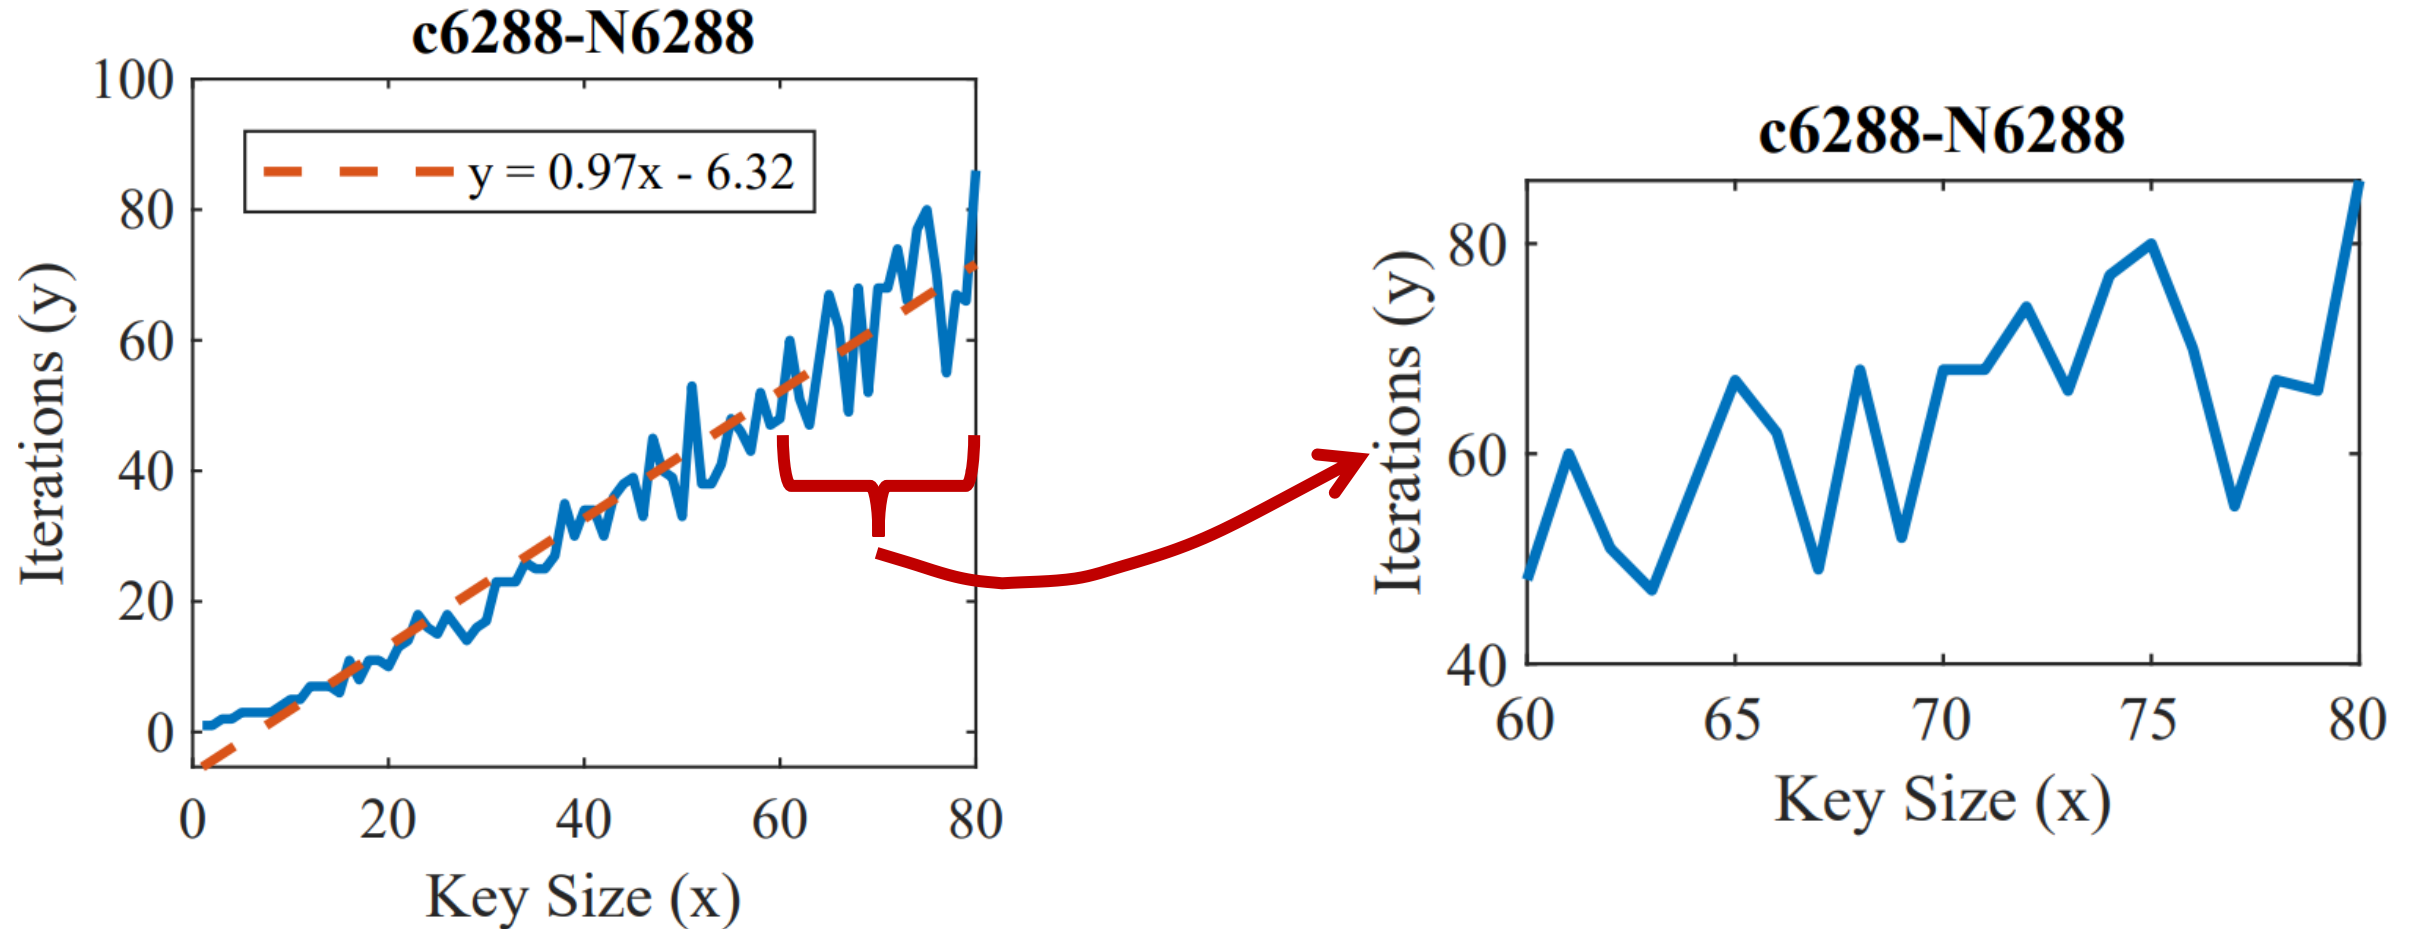 c6288-N6288
100
80
60
40
20
0
y = 0.97x - 6.32
Iterations (y)
0 20 40 60 80
Key Size (x)
c6288-N6288
80
60
40
Iterations (y)
60 65 70 75 80
Key Size (x)